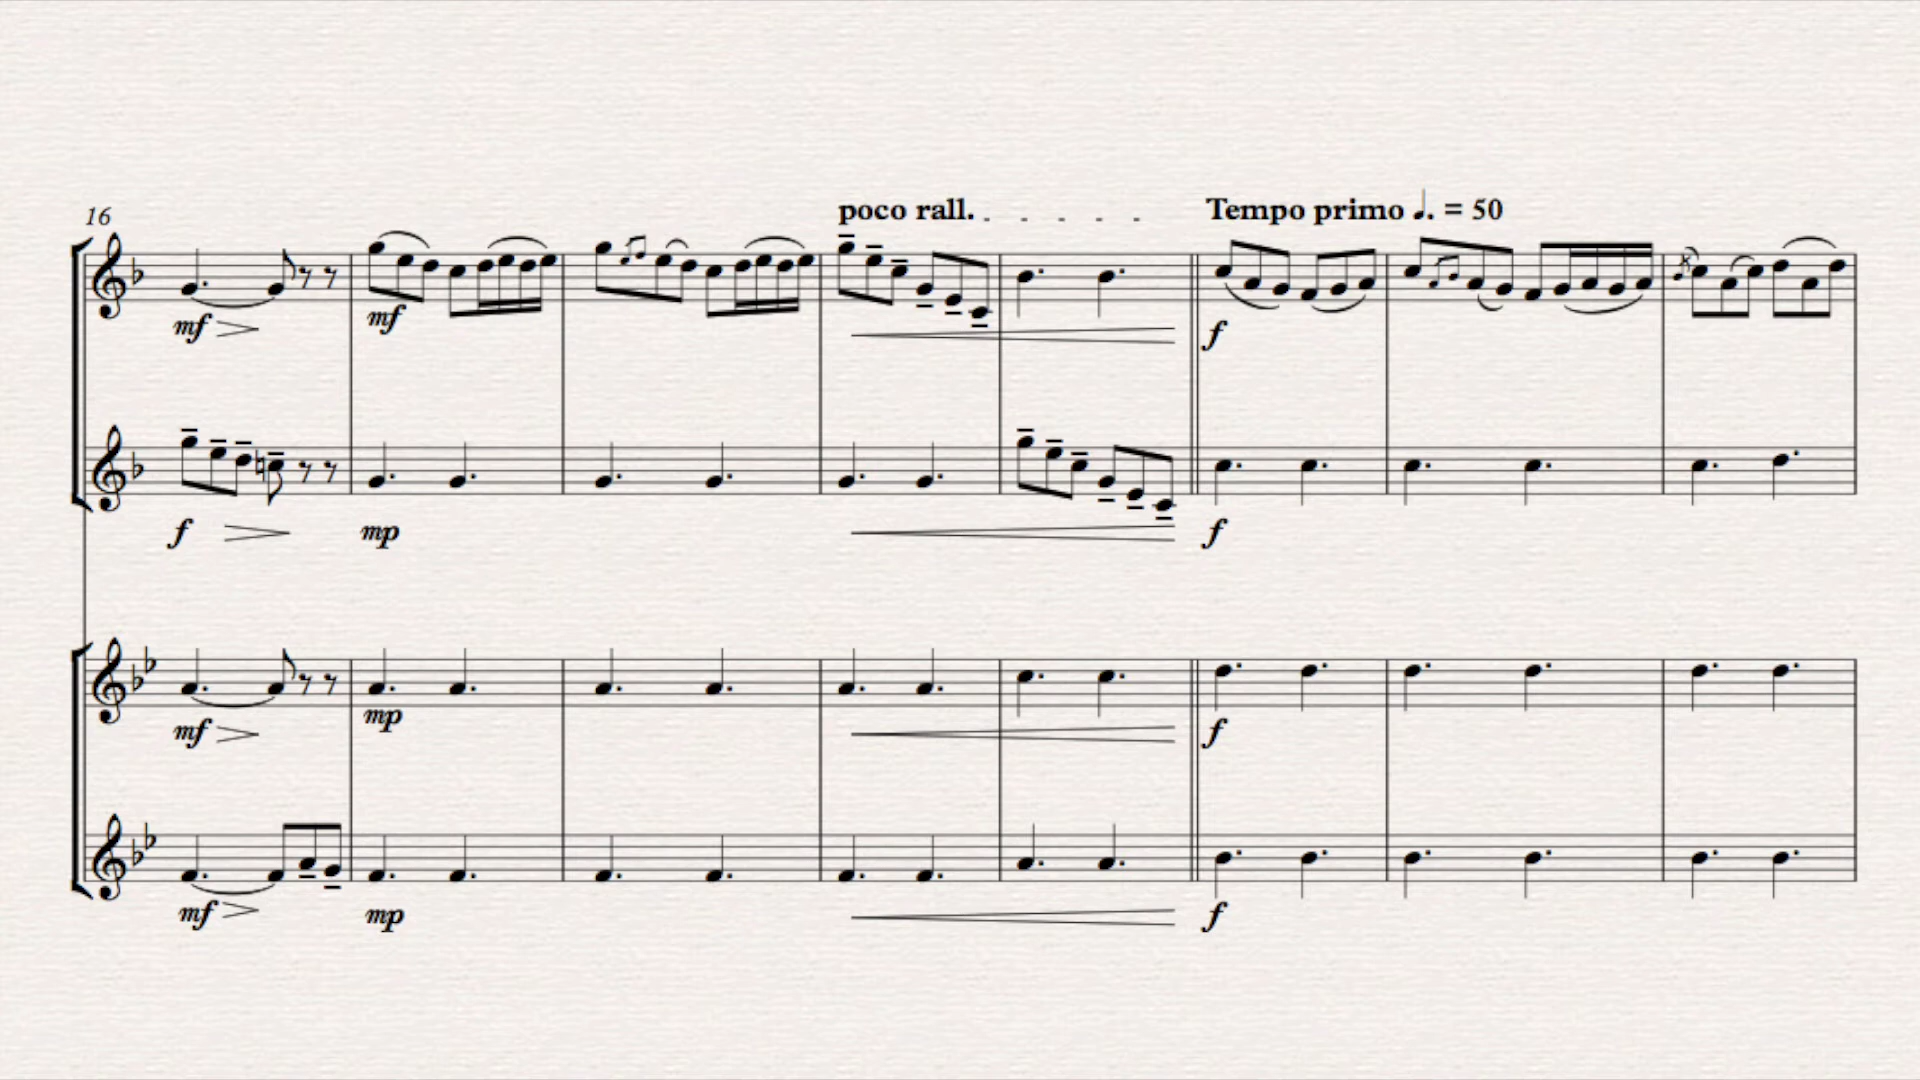 poco rall. Tempo primo ♩. = 50
16
mf mf f
f mp f
mf mp f
mf mp f